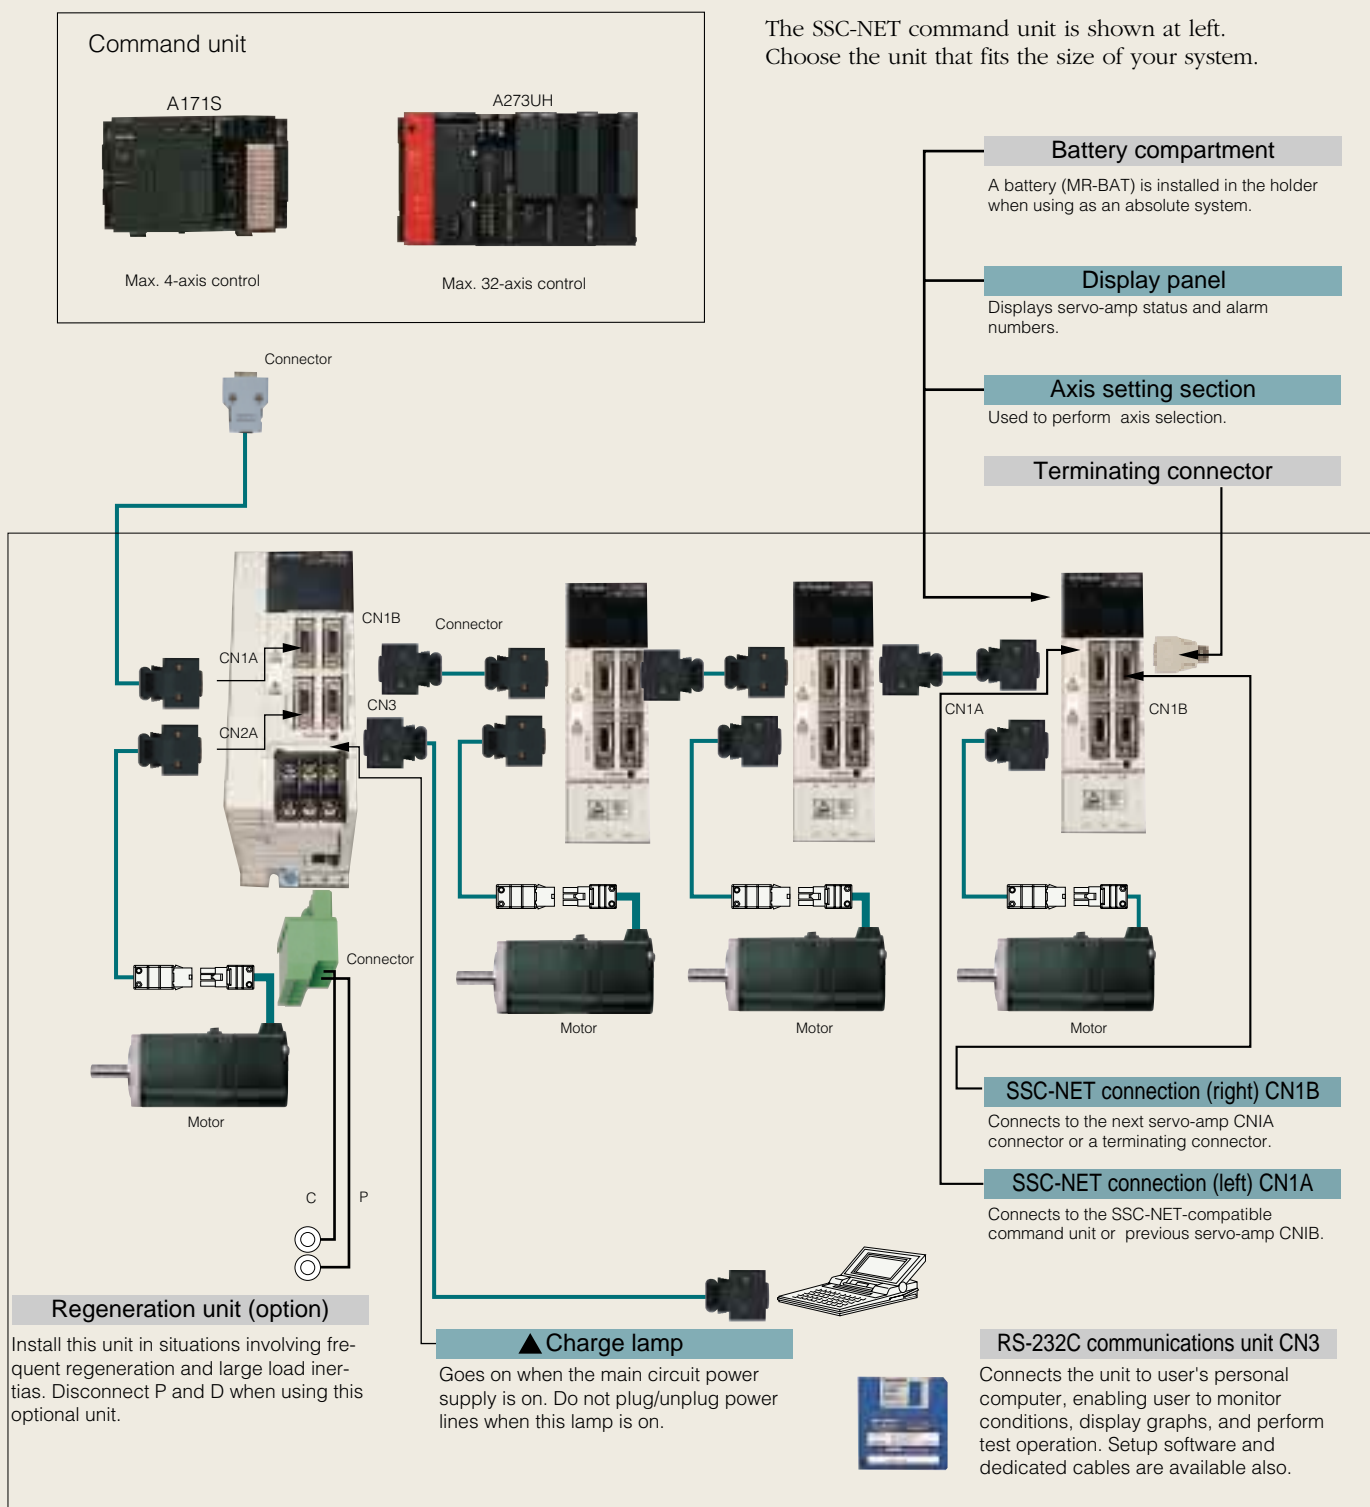 Command unit
A171S
A273UH
Max. 4-axis control
Max. 32-axis control
The SSC-NET command unit is shown at left.
Choose the unit that fits the size of your system.
Battery compartment
A battery (MR-BAT) is installed in the holder
when using as an absolute system.
Display panel
Displays servo-amp status and alarm
numbers.
Axis setting section
Used to perform axis selection.
Terminating connector
Connector
CN1B
Connector
CN1A
CN3
CN2A
CN1A
CN1B
Connector
Motor
Motor
Motor
Motor
SSC-NET connection (right) CN1B
Connects to the next servo-amp CNIA
connector or a terminating connector.
SSC-NET connection (left) CN1A
Connects to the SSC-NET-compatible
command unit or previous servo-amp CNIB.
C
P
Regeneration unit (option)
Install this unit in situations involving fre-
quent regeneration and large load iner-
tias. Disconnect P and D when using this
optional unit.
▲Charge lamp
Goes on when the main circuit power
supply is on. Do not plug/unplug power
lines when this lamp is on.
RS-232C communications unit CN3
Connects the unit to user's personal
computer, enabling user to monitor
conditions, display graphs, and perform
test operation. Setup software and
dedicated cables are available also.